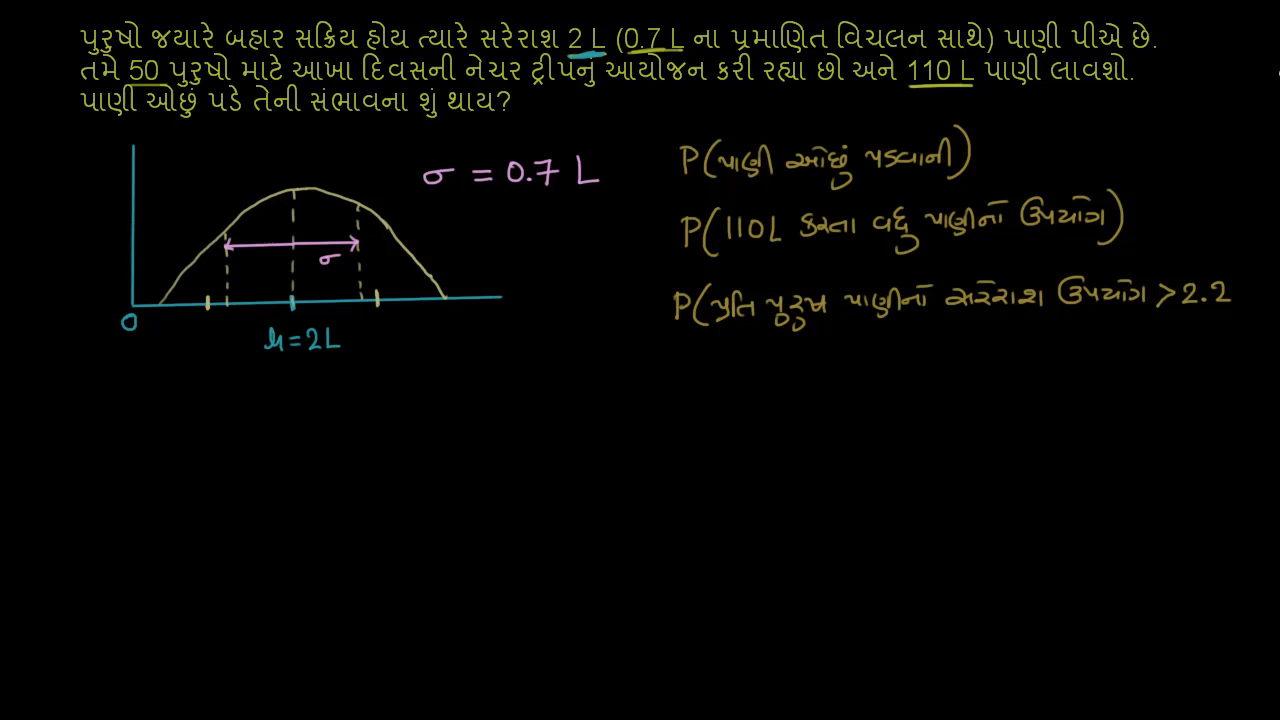 પુરુષો જ્યારે બહાર સક્રિય હોય ત્યારે સરેરાશ 2 L (0.7 L ના પ્રમાણિત વિચલન સાથે) પાણી પીએ છે.
તમે 50 પુરુષો માટે આખા દિવસની નેચર ટ્રીપનું આયોજન કરી રહ્યા છો અને 110 L પાણી લાવશો.
પાણી ઓછું પડે તેની સંભાવના શું થાય?
P(પાણી ઓછું પડવાની)
σ = 0.7 L
P(110L કરતા વધુ પાણીનો ઉપયોગ)
σ
P(પ્રતિ પુરુષ પાણીનો સરેરાશ ઉપયોગ > 2.2
0
μ = 2L